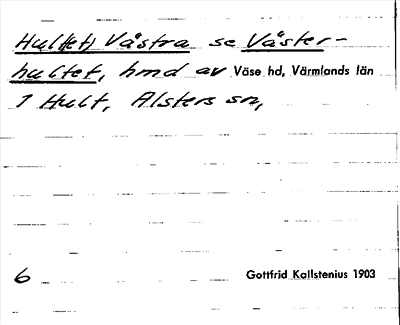 Hult(et) Västra se Väster-
hultet, hmd av Väse hd, Värmlands län
1 Hult, Alsters sn,
6 Gottfrid Kallstenius 1903